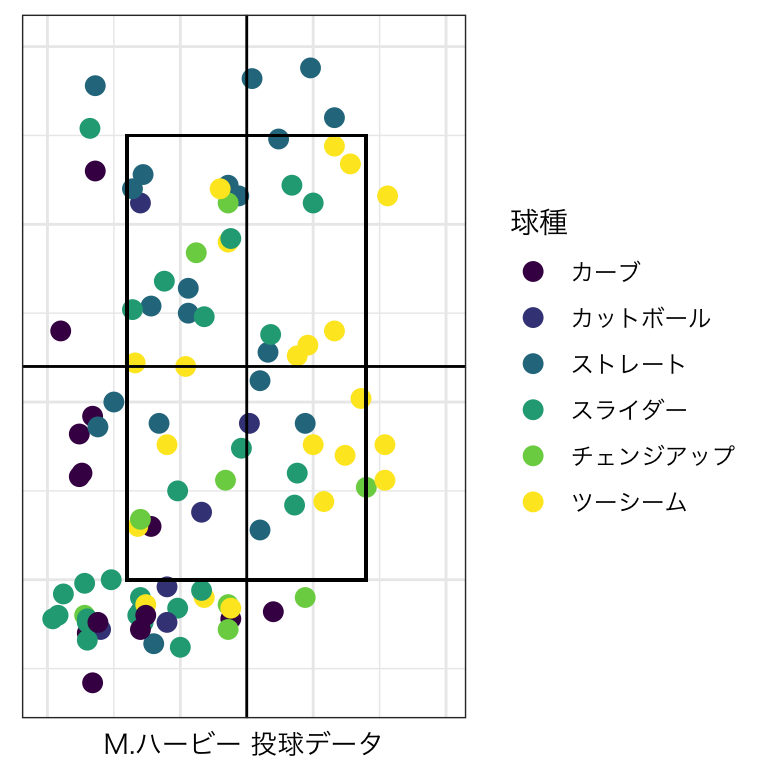 球種
カーブ
カットボール
ストレート
スライダー
チェンジアップ
ツーシーム
M.ハービー 投球データ